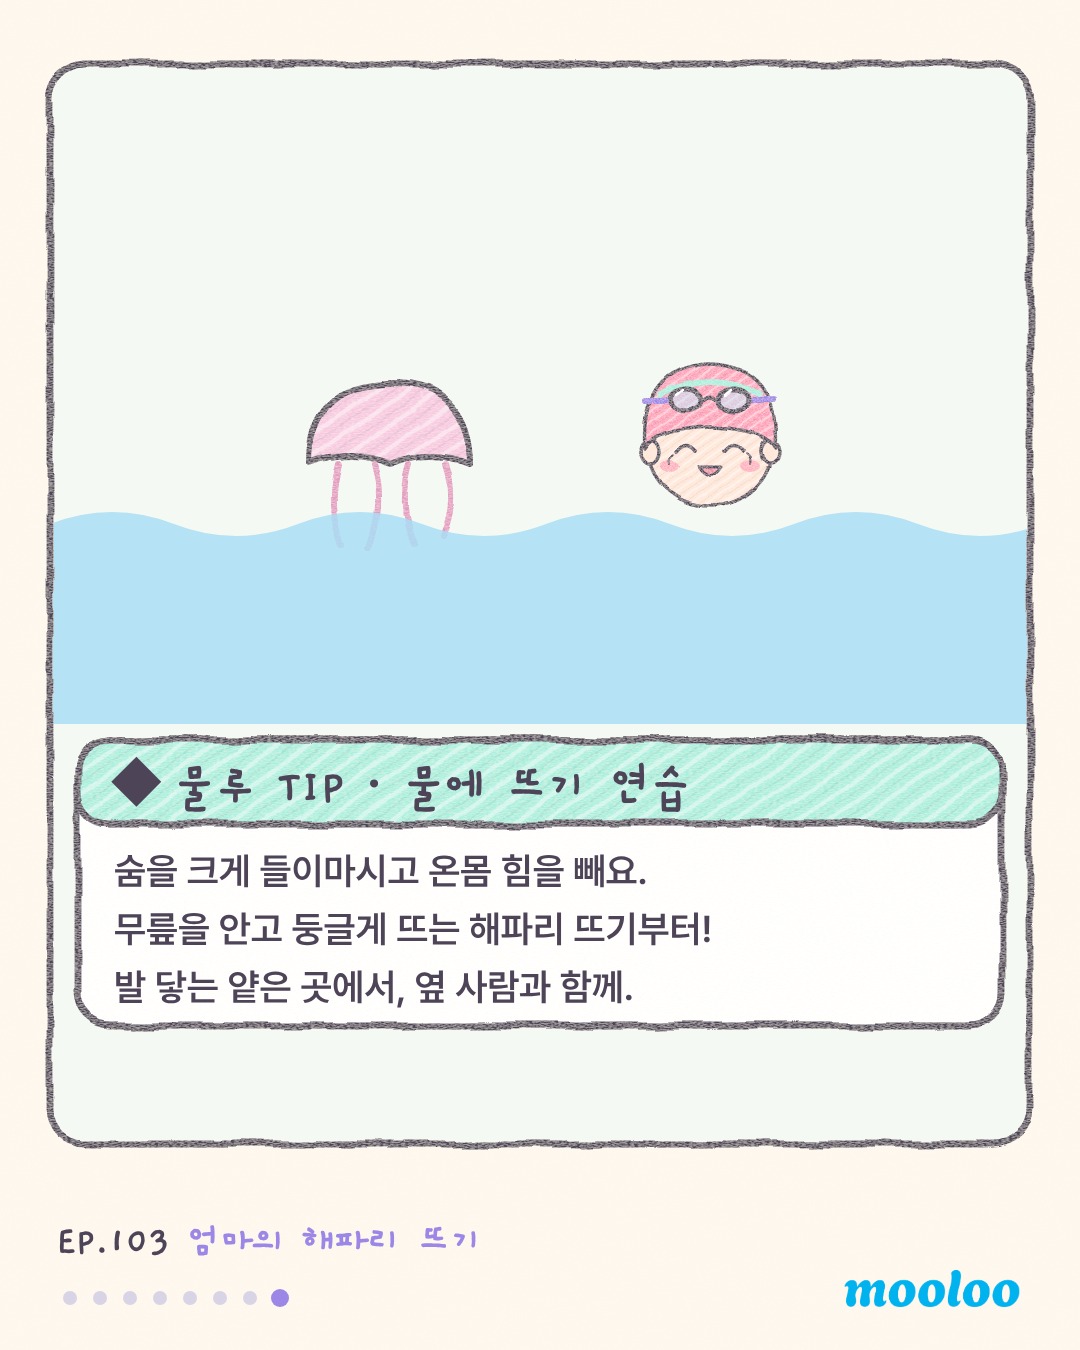 ◆ 물루 TIP · 물에 뜨기 연습
숨을 크게 들이마시고 온몸 힘을 빼요.
무릎을 안고 둥글게 뜨는 해파리 뜨기부터!
발 닿는 얕은 곳에서, 옆 사람과 함께.
EP.103 엄마의 해파리 뜨기
mooloo